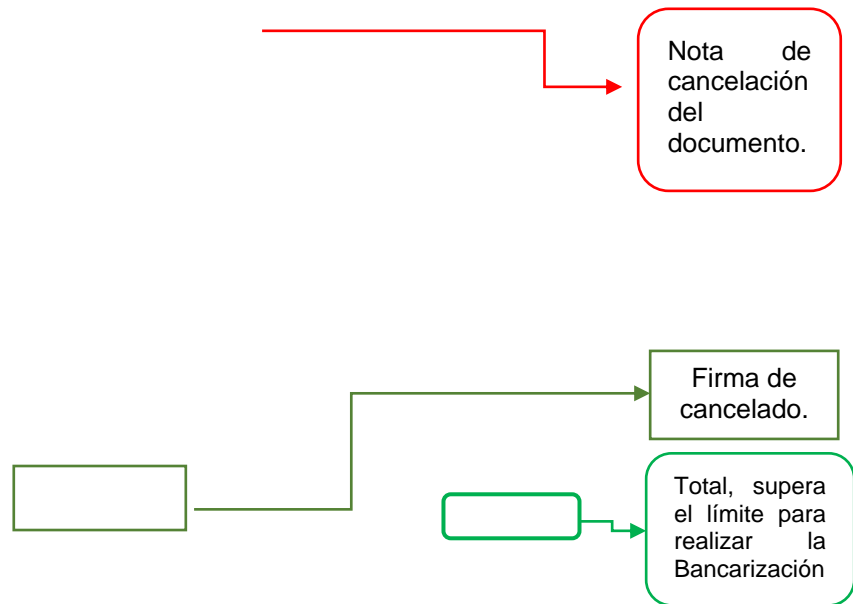 Nota de
cancelación
del
documento.
Firma de
cancelado.
Total, supera
el límite para
realizar la
Bancarización